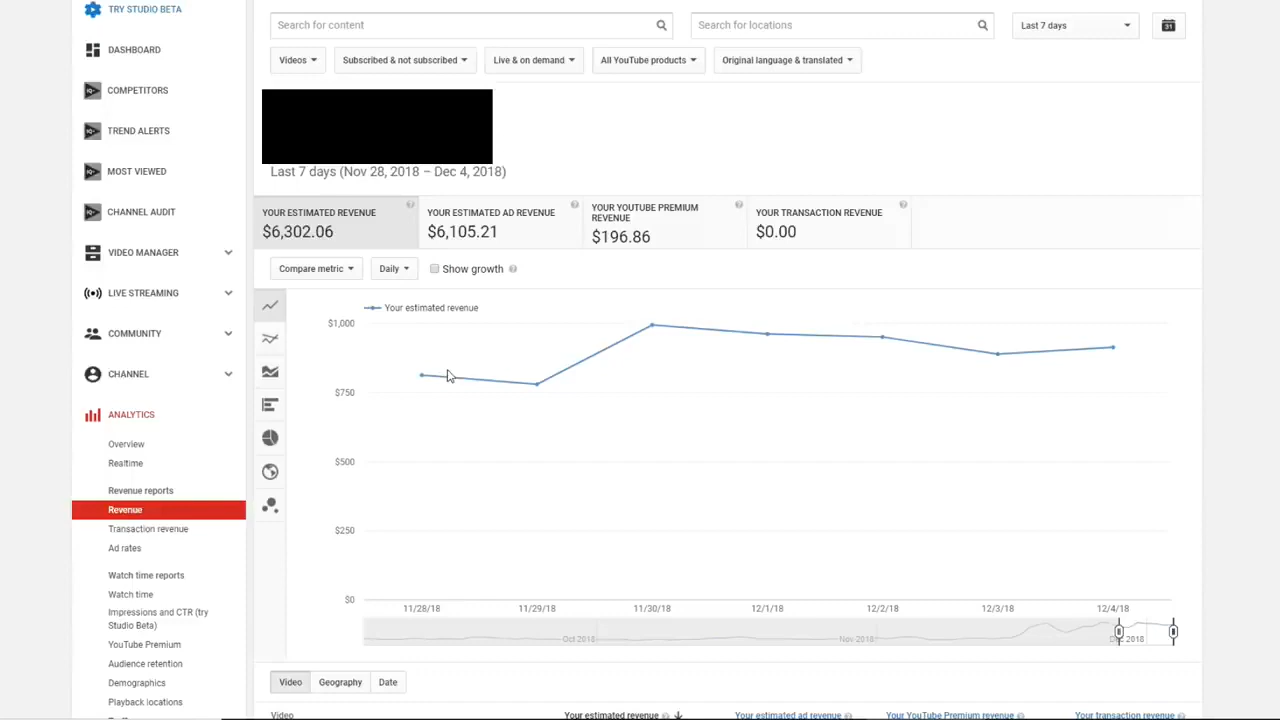 TRY STUDIO BETA
DASHBOARD
COMPETITORS
TREND ALERTS
MOST VIEWED
CHANNEL AUDIT
VIDEO MANAGER
LIVE STREAMING
COMMUNITY
CHANNEL
ANALYTICS
Overview
Realtime
Revenue reports
Revenue
Transaction revenue
Ad rates
Watch time reports
Watch time
Impressions and CTR (try
Studio Beta)
YouTube Premium
Audience retention
Demographics
Playback locations
Search for content
Search for locations
Last 7 days
31
Videos
Subscribed & not subscribed
Live & on demand
All YouTube products
Original language & translated
Last 7 days (Nov 28, 2018 – Dec 4, 2018)
YOUR ESTIMATED REVENUE
$6,302.06
YOUR ESTIMATED AD REVENUE
$6,105.21
YOUR YOUTUBE PREMIUM
REVENUE
$196.86
YOUR TRANSACTION REVENUE
$0.00
Compare metric
Daily
Show growth
Your estimated revenue
$1,000
$750
$500
$250
$0
11/28/18
11/29/18
11/30/18
12/1/18
12/2/18
12/3/18
12/4/18
Oct 2018
Nov 2018
2018
Video
Geography
Date
Video
Your estimated revenue
Your estimated ad revenue
Your YouTube Premium revenue
Your transaction revenue